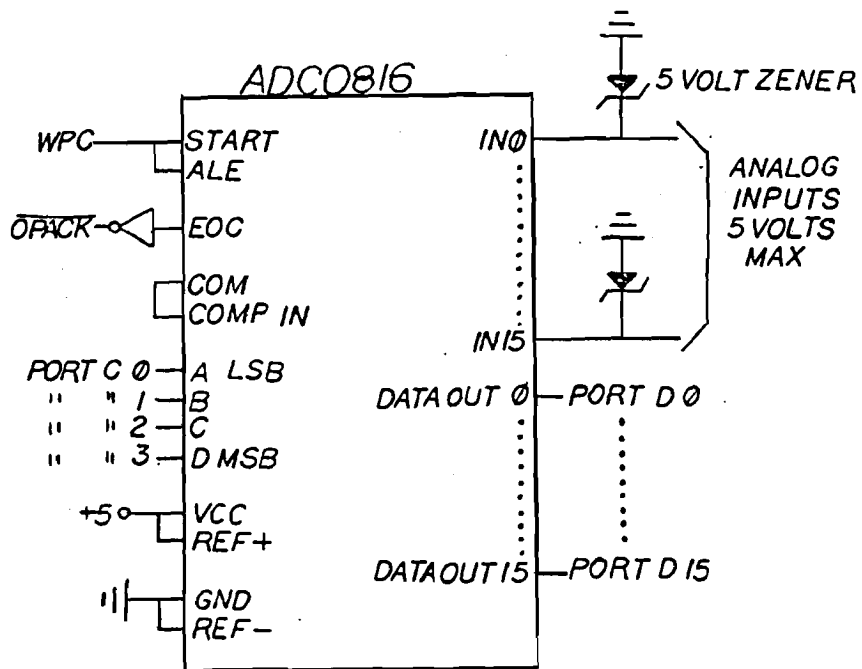 ADC0816
5 VOLT ZENER
WPC
START
ALE
IN0
ANALOG
INPUTS
5 VOLTS
MAX
OPACK
EOC
COM
COMP IN
IN15
PORT C 0
A LSB
" " 1
B
" " 2
C
" " 3
D MSB
DATA OUT 0
PORT D 0
+5
VCC
REF+
DATA OUT 15
PORT D 15
GND
REF-